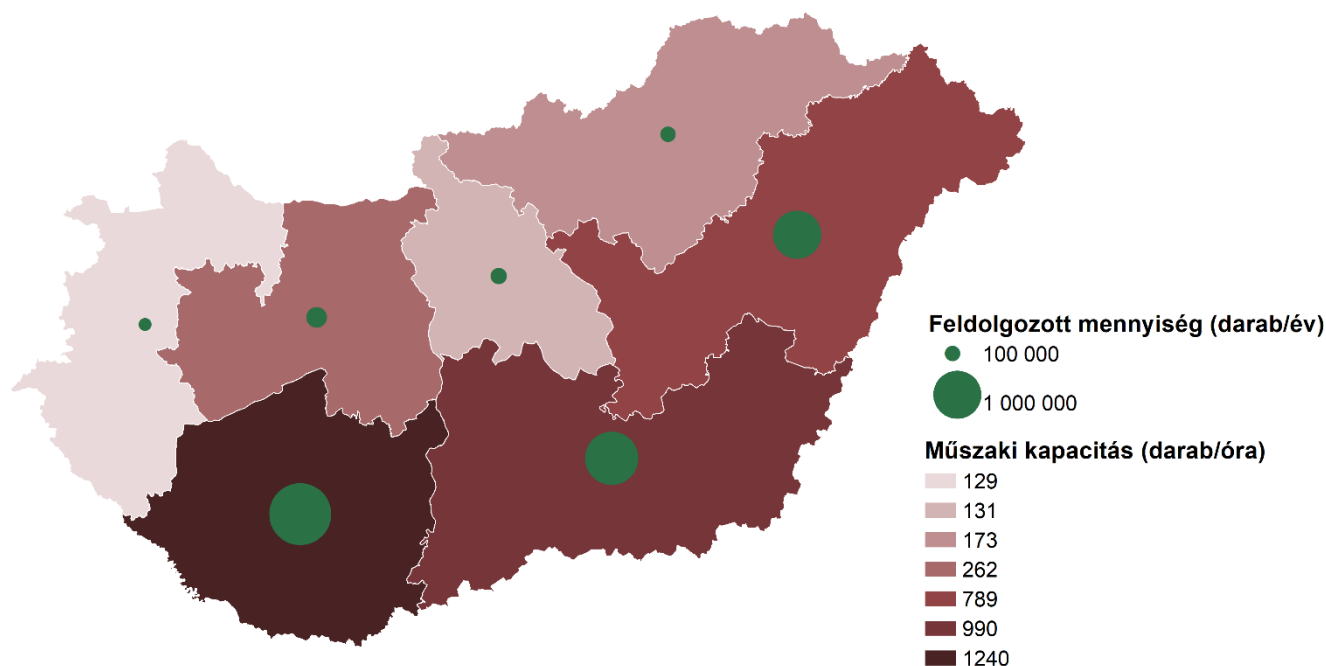 Feldolgozott mennyiség (darab/év)
100 000
1 000 000
Műszaki kapacitás (darab/óra)
129
131
173
262
789
990
1240